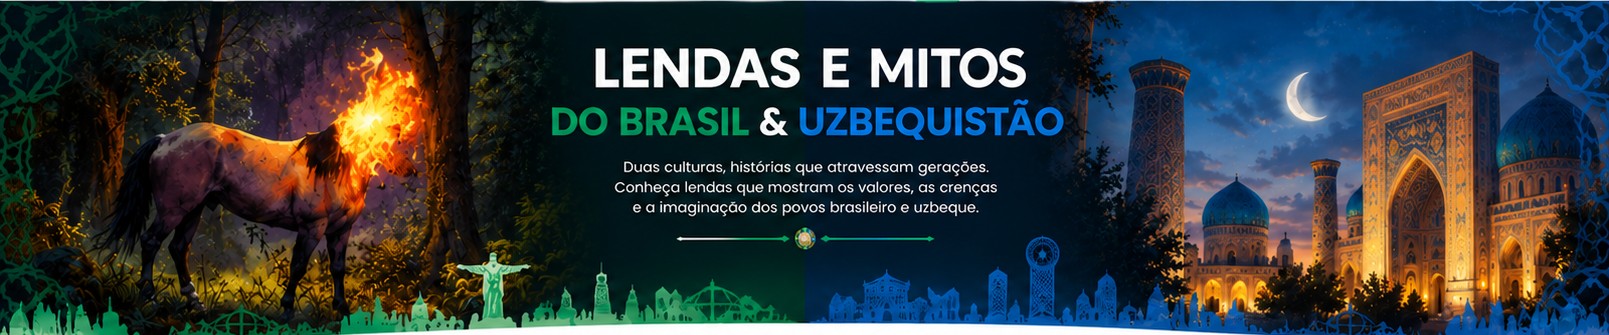 LENDAS E MITOS
DO BRASIL & UZBEQUISTÃO
Duas culturas, histórias que atravessam gerações.
Conheça lendas que mostram os valores, as crenças
e a imaginação dos povos brasileiro e uzbeque.